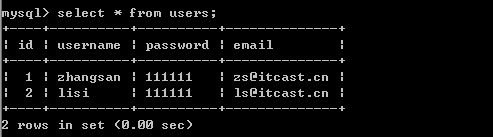 mysql> select * from users;
+----+----------+----------+--------------+
| id | username | password | email        |
+----+----------+----------+--------------+
|  1 | zhangsan | 111111   | zs@itcast.cn |
|  2 | lisi     | 111111   | ls@itcast.cn |
+----+----------+----------+--------------+
2 rows in set (0.00 sec)